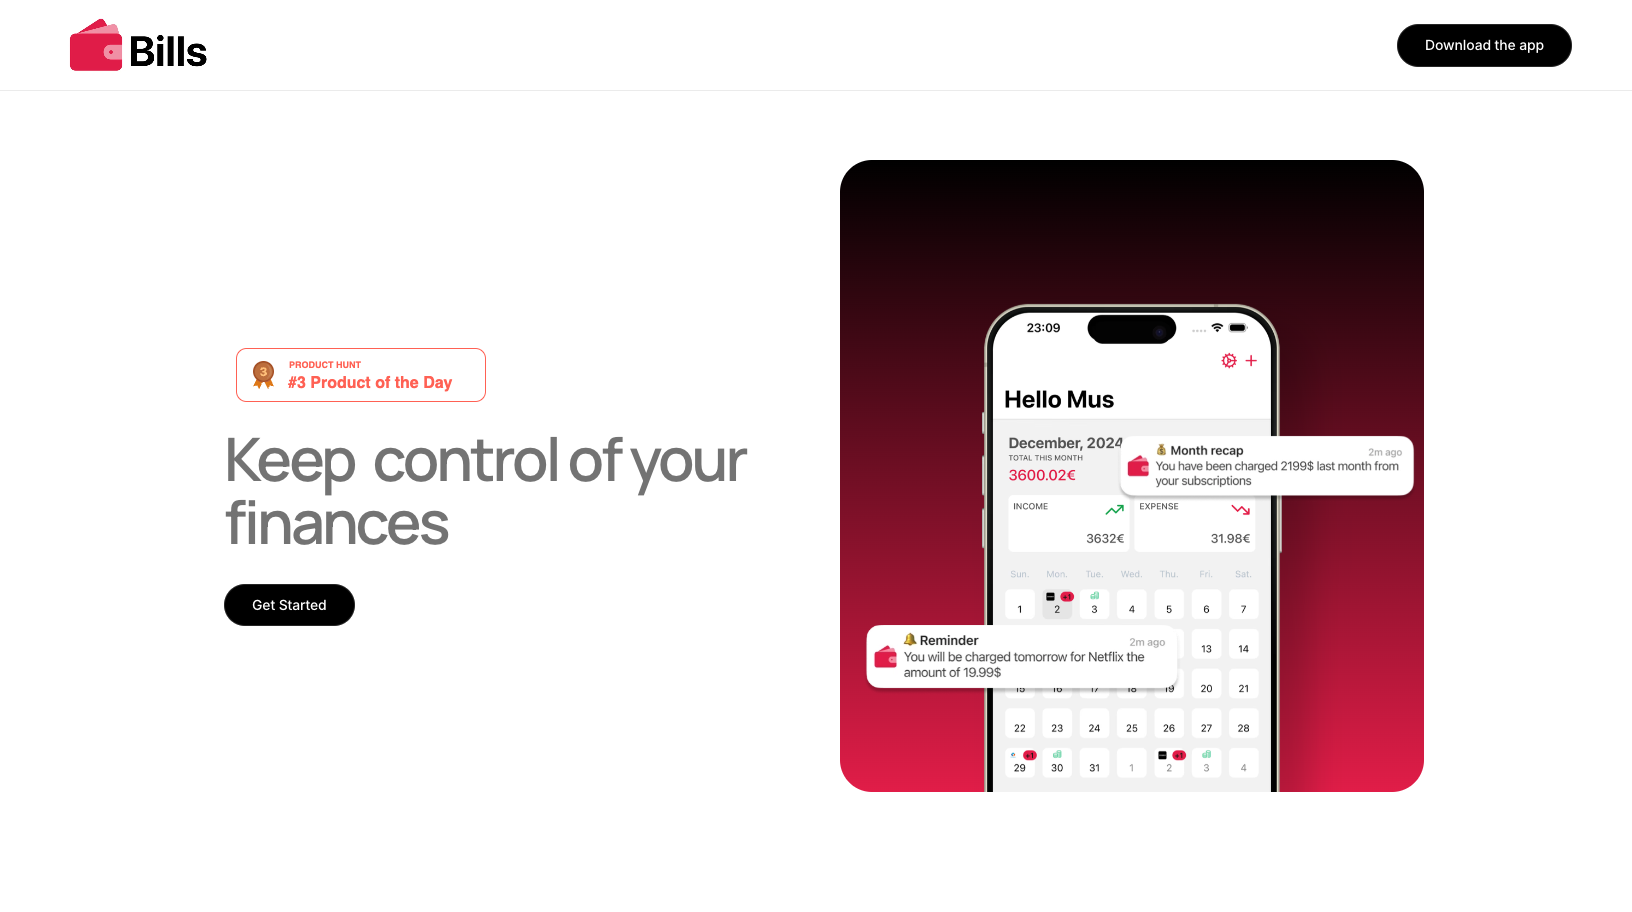 Bills
Download the app
3
PRODUCT HUNT
#3 Product of the Day
Keep control of your
finances
Get Started
23:09
Hello Mus
December, 2024
TOTAL THIS MONTH
3600.02€
Month recap
2m ago
You have been charged 2199$ last month from
your subscriptions
INCOME
3632€
EXPENSE
31.98€
Sun. Mon. Tue. Wed. Thu. Fri. Sat.
+1
1 2 3 4 5 6 7
Reminder
2m ago
You will be charged tomorrow for Netflix the
amount of 19.99$
13 14
15 16 17 18 19 20 21
22 23 24 25 26 27 28
+1 +1
29 30 31 1 2 3 4